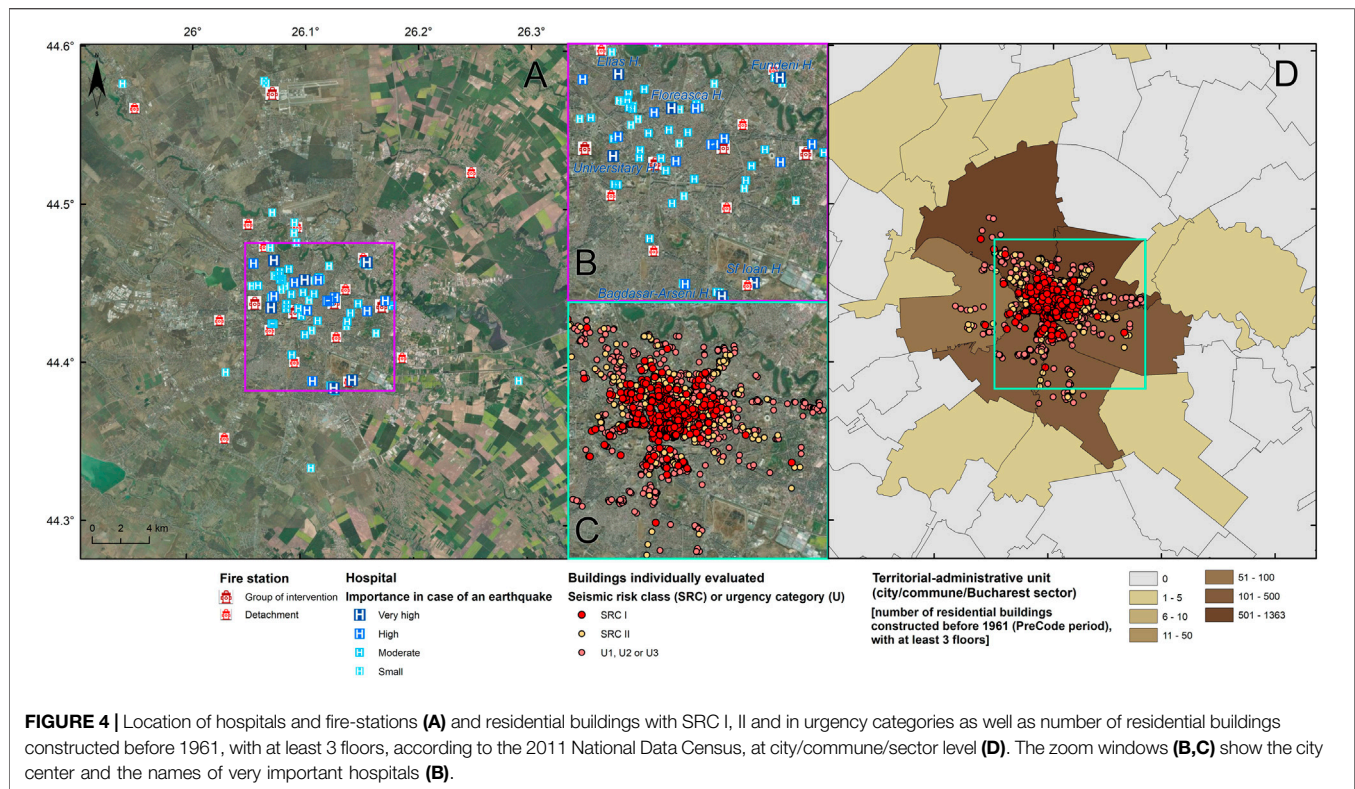 26° 26.1° 26.2° 26.3°
44.6°
44.5°
44.4°
44.3°
A
0 2 4 km
Elias H.
Fundeni H.
Floreasca H.
Universitary H.
Sf Ioan H.
Bagdasar-Arseni H.
B
C
D
Fire station
Group of intervention
Detachment
Hospital
Importance in case of an earthquake
Very high
High
Moderate
Small
Buildings individually evaluated
Seismic risk class (SRC) or urgency category (U)
SRC I
SRC II
U1, U2 or U3
Territorial-administrative unit
(city/commune/Bucharest sector)
[number of residential buildings
constructed before 1961 (PreCode period),
with at least 3 floors]
0
1 - 5
6 - 10
11 - 50
51 - 100
101 - 500
501 - 1363
FIGURE 4 | Location of hospitals and fire-stations (A) and residential buildings with SRC I, II and in urgency categories as well as number of residential buildings
constructed before 1961, with at least 3 floors, according to the 2011 National Data Census, at city/commune/sector level (D). The zoom windows (B,C) show the city
center and the names of very important hospitals (B).